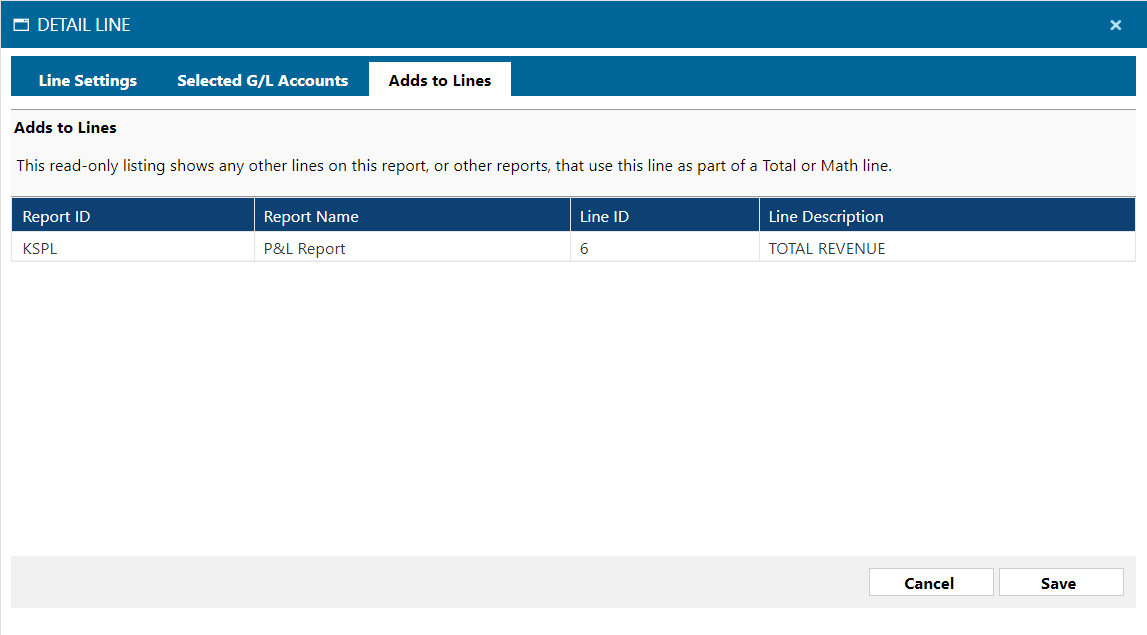 DETAIL LINE
Line Settings Selected G/L Accounts Adds to Lines
Adds to Lines
This read-only listing shows any other lines on this report, or other reports, that use this line as part of a Total or Math line.
Report ID Report Name Line ID Line Description
KSPL P&L Report 6 TOTAL REVENUE
Cancel Save